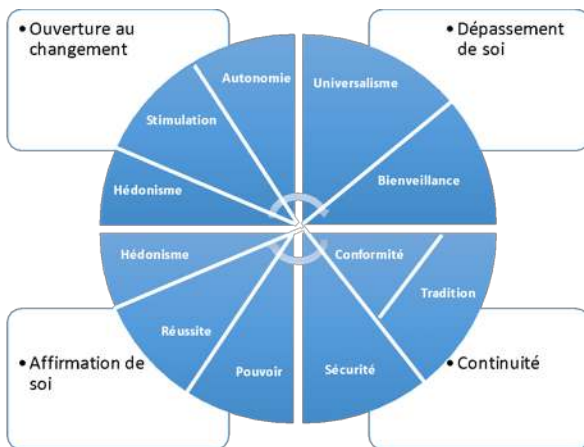 • Ouverture au
changement
• Dépassement
de soi
Autonomie
Universalisme
Stimulation
Bienveillance
Hédonisme
Hédonisme
Conformité
Tradition
Réussite
Pouvoir
Sécurité
• Affirmation de
soi
• Continuité